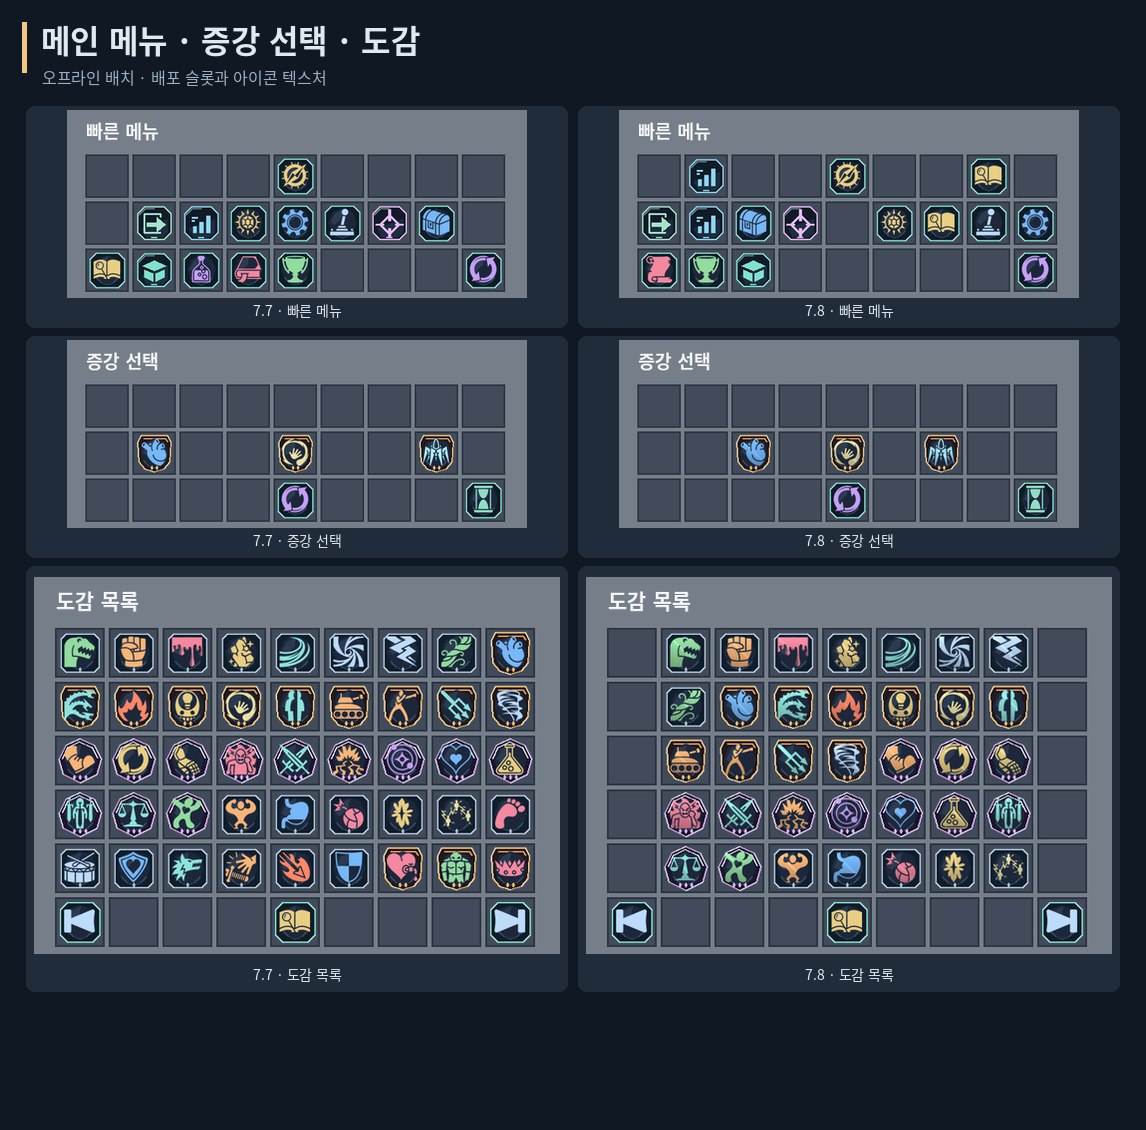 메인 메뉴 · 증강 선택 · 도감
오프라인 배치 · 배포 슬롯과 아이콘 텍스처
빠른 메뉴
7.7 · 빠른 메뉴
빠른 메뉴
7.8 · 빠른 메뉴
증강 선택
7.7 · 증강 선택
증강 선택
7.8 · 증강 선택
도감 목록
7.7 · 도감 목록
도감 목록
7.8 · 도감 목록